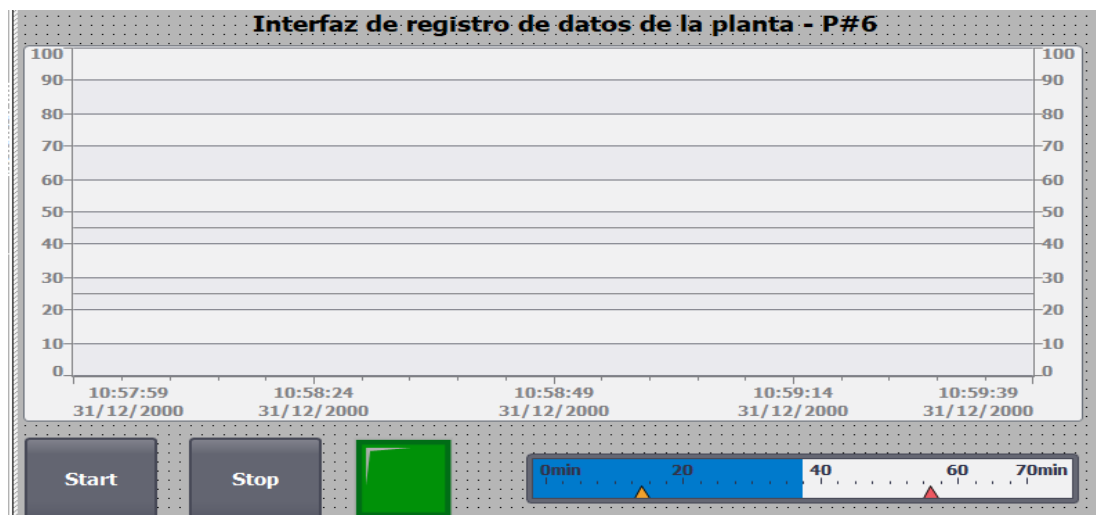 Interfaz de registro de datos de la planta - P#6
100 100
90 90
80 80
70 70
60 60
50 50
40 40
30 30
20 20
10 10
0 0
10:57:59 10:58:24 10:58:49 10:59:14 10:59:39
31/12/2000 31/12/2000 31/12/2000 31/12/2000 31/12/2000
Start Stop 0min 20 40 60 70min